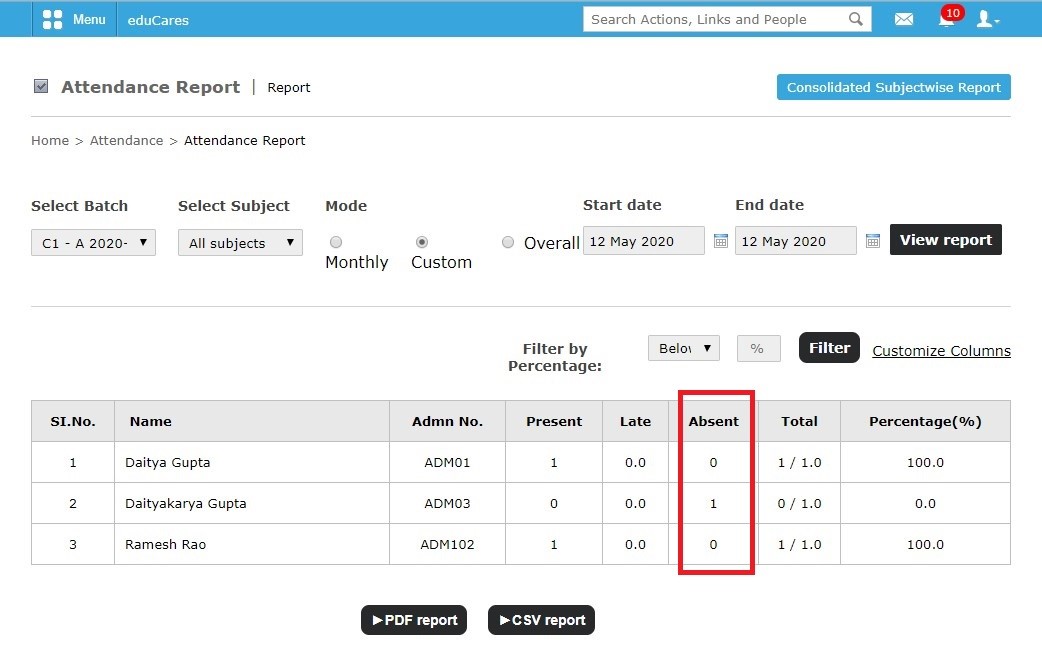 Menu eduCares Search Actions, Links and People 10
Attendance Report | Report Consolidated Subjectwise Report
Home > Attendance > Attendance Report
Select Batch Select Subject Mode Start date End date
C1 - A 2020- All subjects Monthly Custom Overall 12 May 2020 12 May 2020 View report
Filter by Percentage: Belov % Filter Customize Columns
SI.No. Name Admn No. Present Late Absent Total Percentage(%)
1 Daitya Gupta ADM01 1 0.0 0 1 / 1.0 100.0
2 Daityakarya Gupta ADM03 0 0.0 1 0 / 1.0 0.0
3 Ramesh Rao ADM102 1 0.0 0 1 / 1.0 100.0
PDF report CSV report